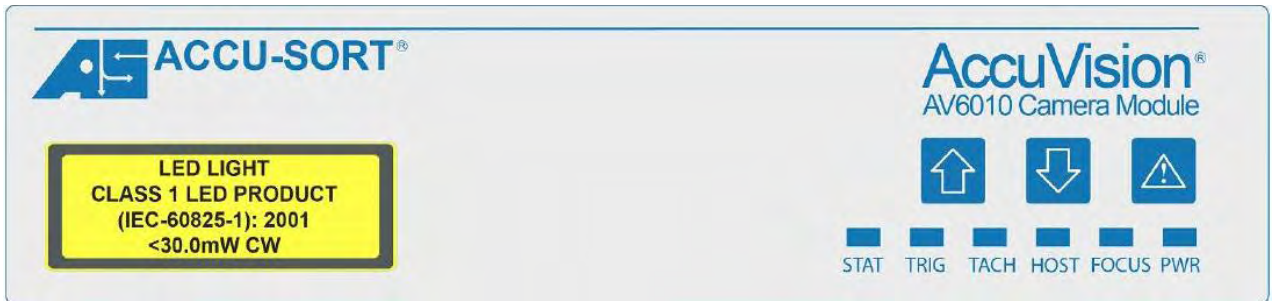 ACCU-SORT®
AccuVision®
AV6010 Camera Module
LED LIGHT
CLASS 1 LED PRODUCT
(IEC-60825-1): 2001
<30.0mW CW
STAT TRIG TACH HOST FOCUS PWR